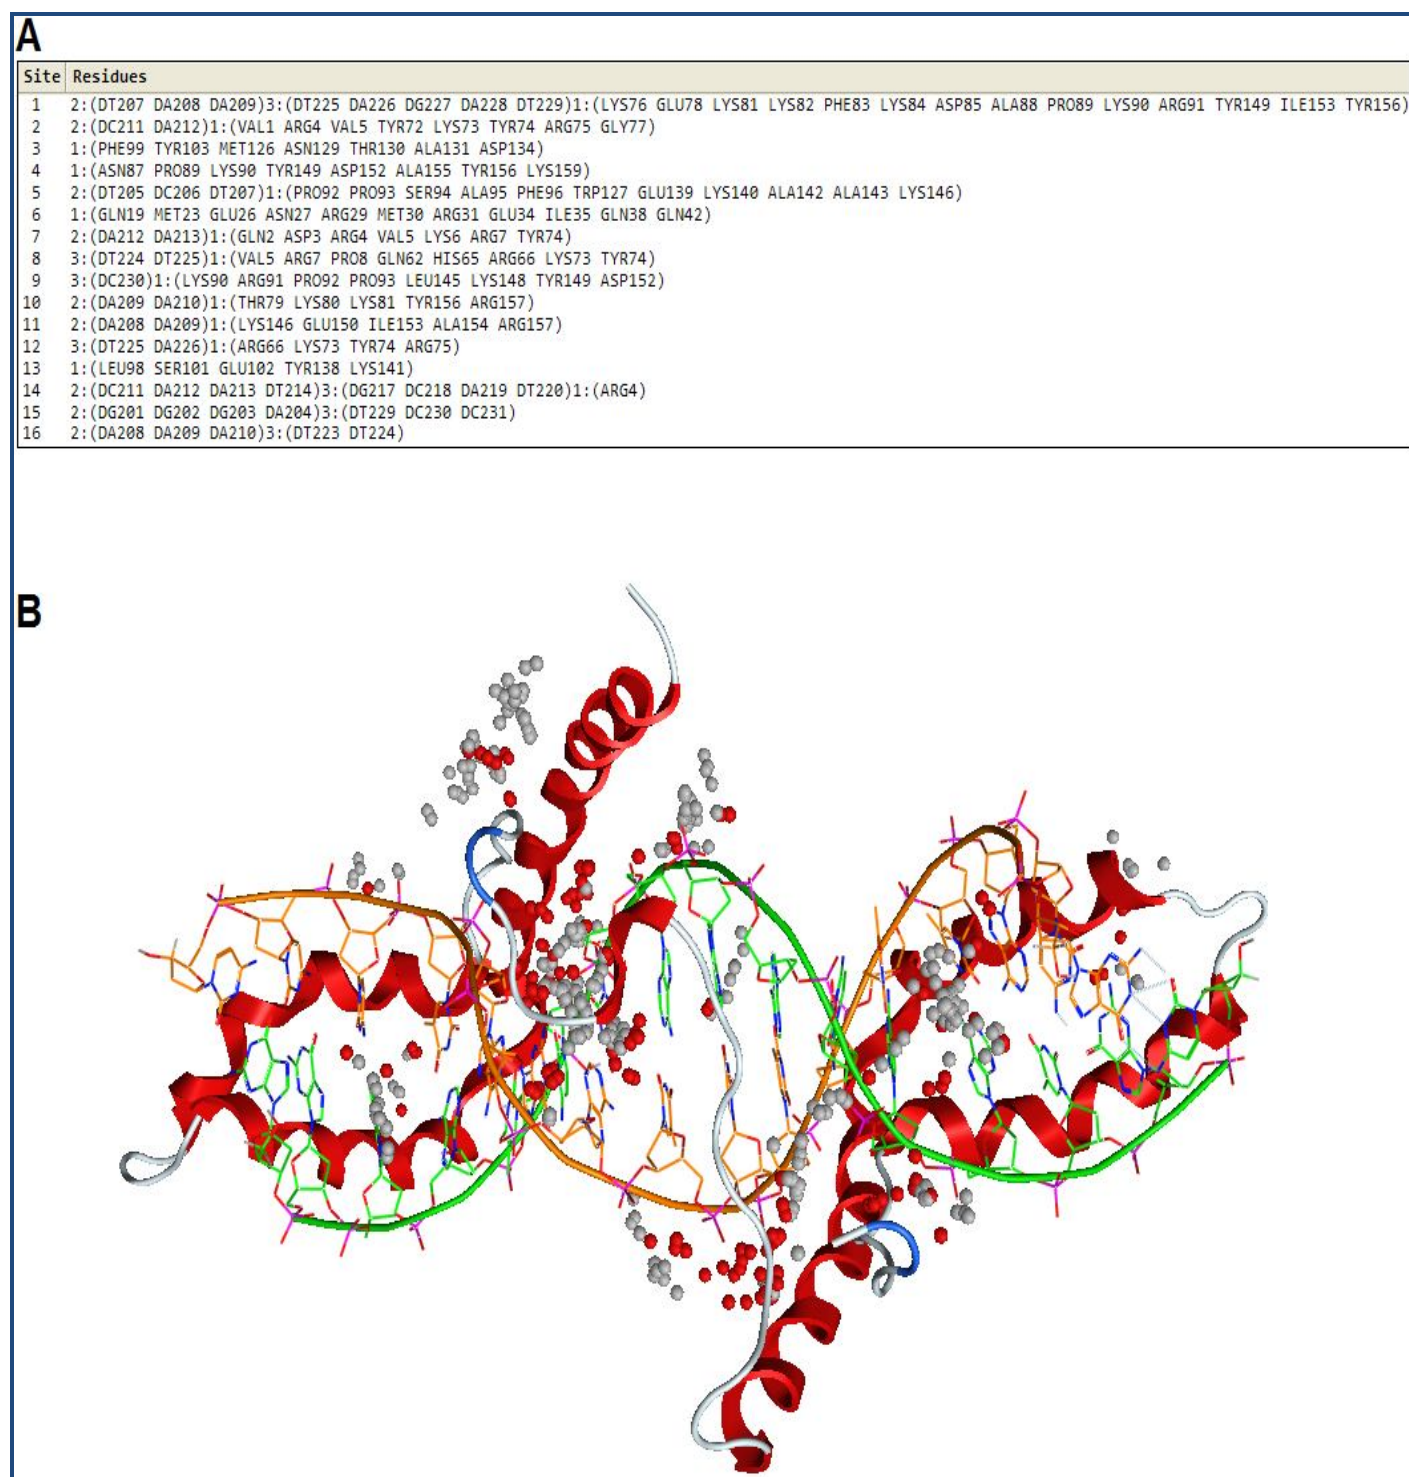 A
Site Residues
1 2:(DT207 DA208 DA209)3:(DT225 DA226 DG227 DA228 DT229)1:(LYS76 GLU78 LYS81 LYS82 PHE83 LYS84 ASP85 ALA88 PRO89 LYS90 ARG91 TYR149 ILE153 TYR156)
2 2:(DC211 DA212)1:(VAL1 ARG4 VAL5 TYR72 LYS73 TYR74 ARG75 GLY77)
3 1:(PHE99 TYR103 MET126 ASN129 THR130 ALA131 ASP134)
4 1:(ASN87 PRO89 LYS90 TYR149 ASP152 ALA155 TYR156 LYS159)
5 2:(DT205 DC206 DT207)1:(PRO92 PRO93 SER94 ALA95 PHE96 TRP127 GLU139 LYS140 ALA142 ALA143 LYS146)
6 1:(GLN19 MET23 GLU26 ASN27 ARG29 MET30 ARG31 GLU34 ILE35 GLN38 GLN42)
7 2:(DA212 DA213)1:(GLN2 ASP3 ARG4 VAL5 LYS6 ARG7 TYR74)
8 3:(DT224 DT225)1:(VAL5 ARG7 PRO8 GLN62 HIS65 ARG66 LYS73 TYR74)
9 3:(DC230)1:(LYS90 ARG91 PRO92 PRO93 LEU145 LYS148 TYR149 ASP152)
10 2:(DA209 DA210)1:(THR79 LYS80 LYS81 TYR156 ARG157)
11 2:(DA208 DA209)1:(LYS146 GLU150 ILE153 ALA154 ARG157)
12 3:(DT225 DA226)1:(ARG66 LYS73 TYR74 ARG75)
13 1:(LEU98 SER101 GLU102 TYR138 LYS141)
14 2:(DC211 DA212 DA213 DT214)3:(DG217 DC218 DA219 DT220)1:(ARG4)
15 2:(DG201 DG202 DG203 DA204)3:(DT229 DC230 DC231)
16 2:(DA208 DA209 DA210)3:(DT223 DT224)
B